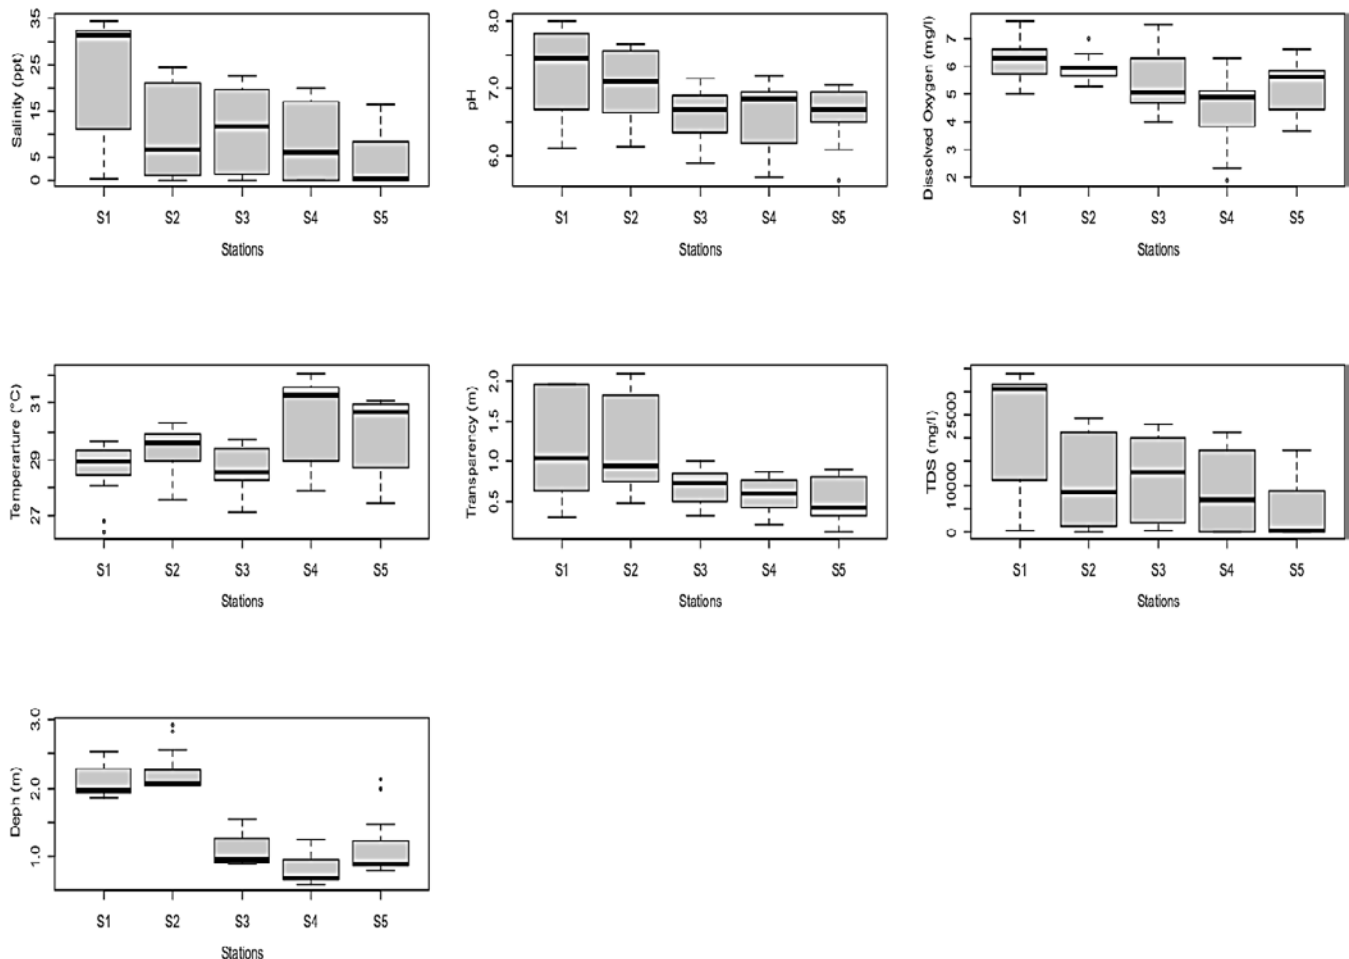 Salinity (ppt)
35
25
15
5
0
S1 S2 S3 S4 S5
Stations
pH
8.0
7.0
6.0
S1 S2 S3 S4 S5
Stations
Dissolved Oxygen (mg/l)
7
6
5
4
3
2
S1 S2 S3 S4 S5
Stations
Temperarture (°C)
31
29
27
S1 S2 S3 S4 S5
Stations
Transparency (m)
2.0
1.5
1.0
0.5
S1 S2 S3 S4 S5
Stations
TDS (mg/l)
25000
10000
0
S1 S2 S3 S4 S5
Stations
Deph (m)
3.0
2.0
1.0
S1 S2 S3 S4 S5
Stations